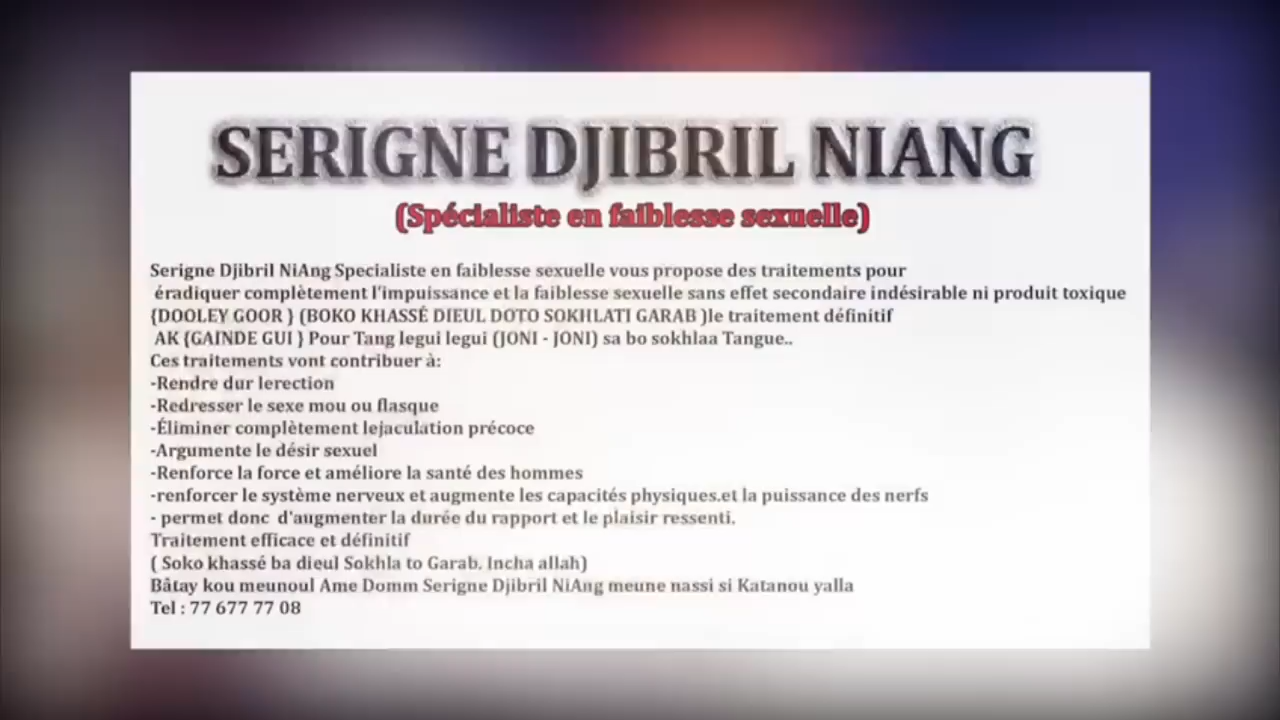 SERIGNE DJIBRIL NIANG
(Spécialiste en faiblesse sexuelle)
Serigne Djibril NiAng Specialiste en faiblesse sexuelle vous propose des traitements pour
éradiquer complètement l'impuissance et la faiblesse sexuelle sans effet secondaire indésirable ni produit toxique
{DOOLEY GOOR } (BOKO KHASSÉ DIEUL DOTO SOKHLATI GARAB )le traitement définitif
AK {GAINDE GUI } Pour Tang legui legui (JONI - JONI) sa bo sokhlaa Tangue..
Ces traitements vont contribuer à:
-Rendre dur lerection
-Redresser le sexe mou ou flasque
-Éliminer complètement lejaculation précoce
-Argumente le désir sexuel
-Renforce la force et améliore la santé des hommes
-renforcer le système nerveux et augmente les capacités physiques.et la puissance des nerfs
- permet donc d'augmenter la durée du rapport et le plaisir ressenti.
Traitement efficace et définitif
( Soko khassé ba dieul Sokhla to Garab. Incha allah)
Bâtay kou meunoul Ame Domm Serigne Djibril NiAng meune nassi si Katanou yalla
Tel : 77 677 77 08